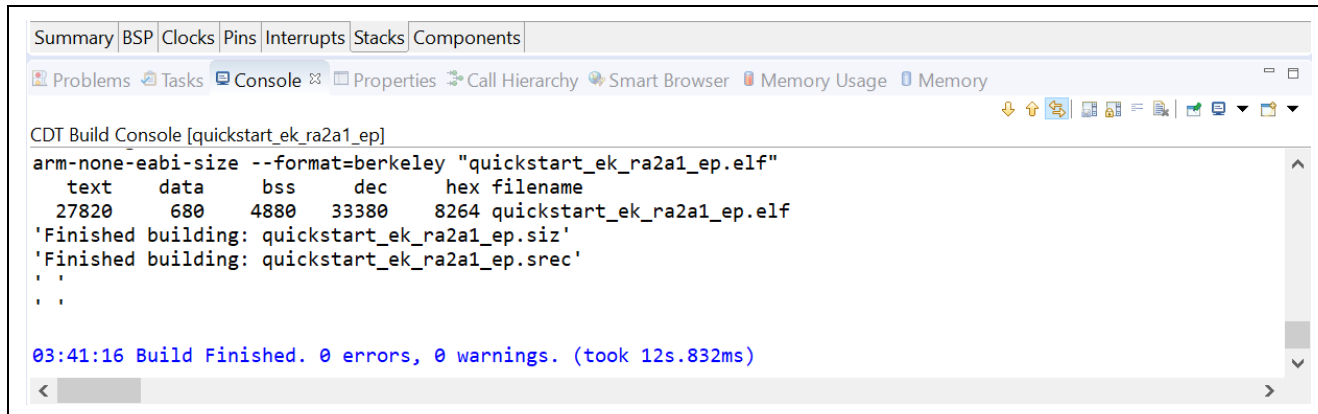 Summary BSP Clocks Pins Interrupts Stacks Components
Problems Tasks Console Properties Call Hierarchy Smart Browser Memory Usage Memory
CDT Build Console [quickstart_ek_ra2a1_ep]
arm-none-eabi-size --format=berkeley "quickstart_ek_ra2a1_ep.elf"
   text    data     bss     dec     hex filename
  27820     680    4880   33380    8264 quickstart_ek_ra2a1_ep.elf
'Finished building: quickstart_ek_ra2a1_ep.siz'
'Finished building: quickstart_ek_ra2a1_ep.srec'
' '
' '
03:41:16 Build Finished. 0 errors, 0 warnings. (took 12s.832ms)